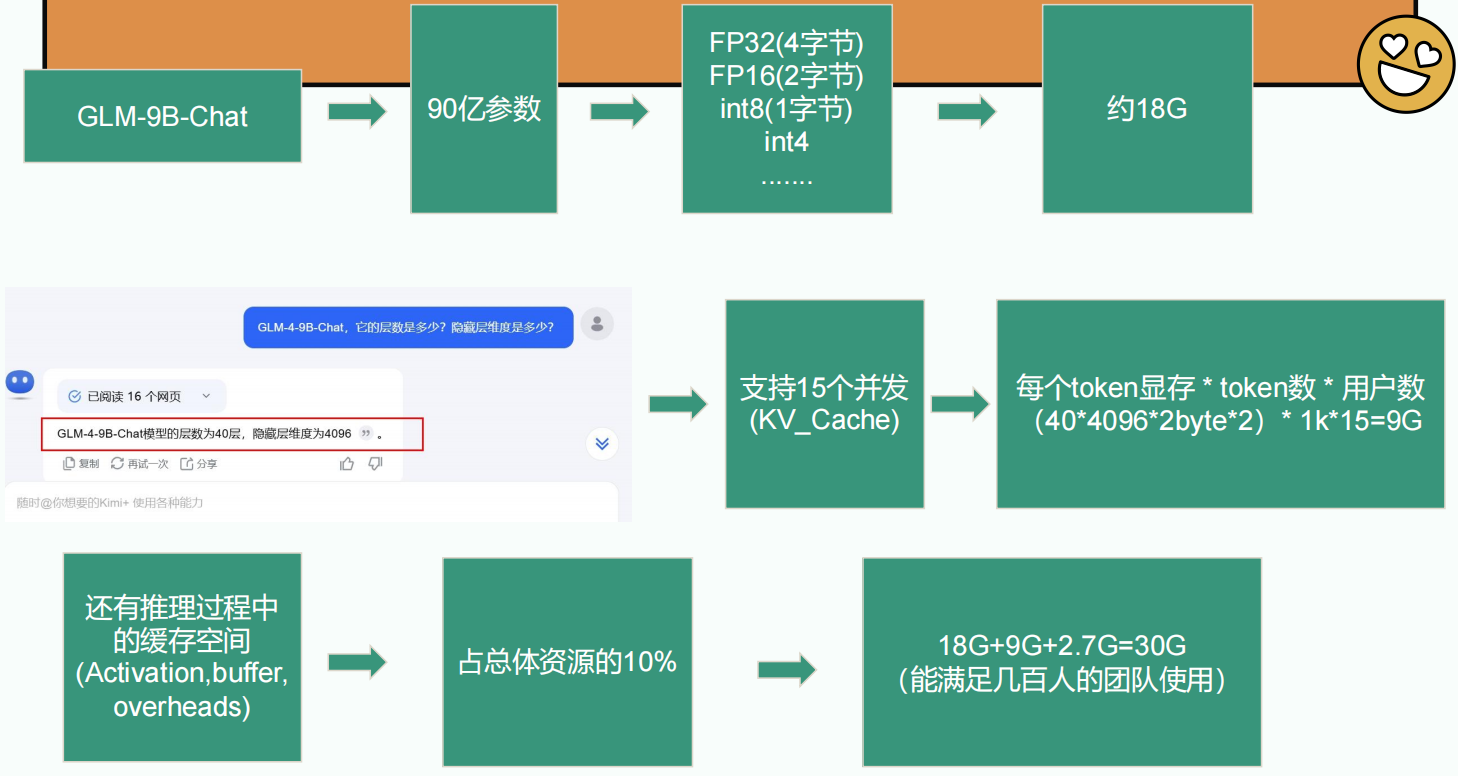 GLM-9B-Chat
90亿参数
FP32(4字节)
FP16(2字节)
int8(1字节)
int4
.......
约18G
GLM-4-9B-Chat，它的层数是多少？隐藏层维度是多少？
已阅读 16 个网页
GLM-4-9B-Chat模型的层数为40层，隐藏层维度为4096 。
复制 再试一次 分享
随时@你想要的Kimi+ 使用各种能力
支持15个并发
(KV_Cache)
每个token显存 * token数 * 用户数
（40*4096*2byte*2）* 1k*15=9G
还有推理过程中
的缓存空间
(Activation,buffer,
overheads)
占总体资源的10%
18G+9G+2.7G=30G
（能满足几百人的团队使用）